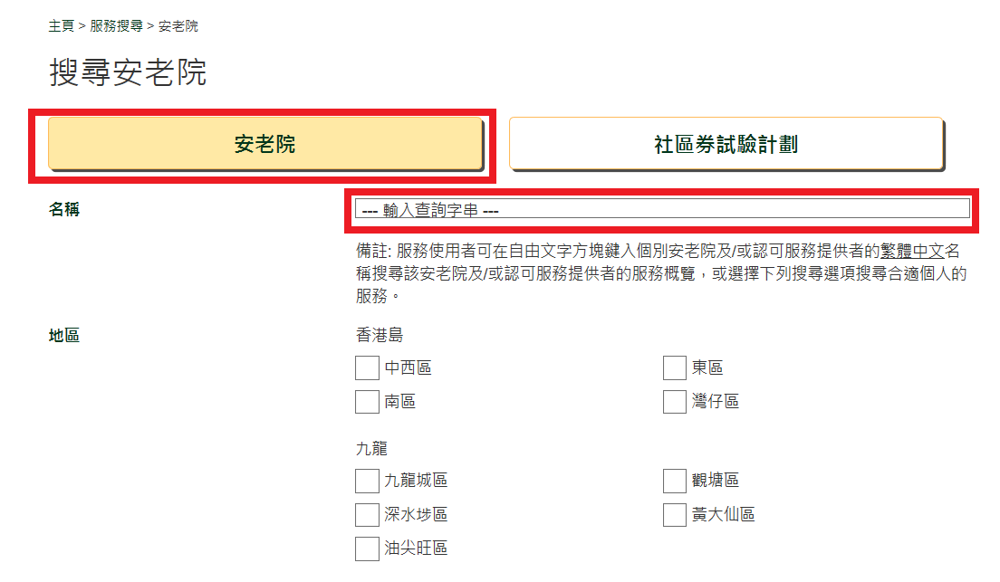 主頁 > 服務搜尋 > 安老院
搜尋安老院
安老院
社區券試驗計劃
名稱
--- 輸入查詢字串 ---
備註: 服務使用者可在自由文字方塊鍵入個別安老院及/或認可服務提供者的繁體中文名
稱搜尋該安老院及/或認可服務提供者的服務概覽，或選擇下列搜尋選項搜尋合適個人的
服務。
地區
香港島
中西區
東區
南區
灣仔區
九龍
九龍城區
觀塘區
深水埗區
黃大仙區
油尖旺區